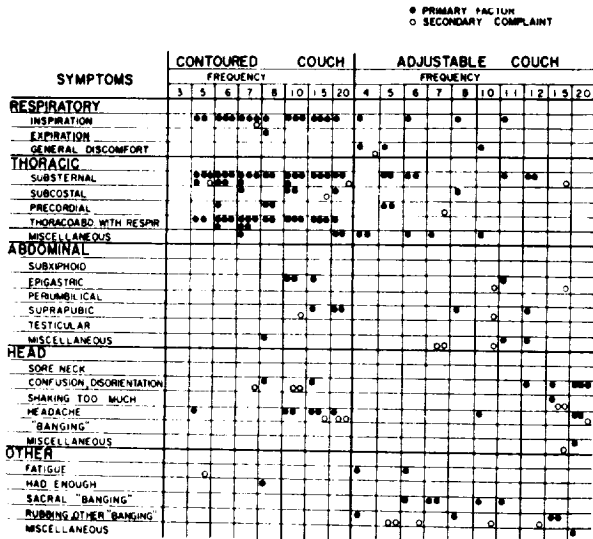 ● PRIMARY FACTOR
○ SECONDARY COMPLAINT
CONTOURED COUCH ADJUSTABLE COUCH
SYMPTOMS FREQUENCY FREQUENCY
3 5 6 7 8 10 15 20 4 5 6 7 8 10 11 12 15 20
RESPIRATORY
INSPIRATION
EXPIRATION
GENERAL DISCOMFORT
THORACIC
SUBSTERNAL
SUBCOSTAL
PRECORDIAL
THORACOABD. WITH RESPIR
MISCELLANEOUS
ABDOMINAL
SUBXIPHOID
EPIGASTRIC
PERIUMBILICAL
SUPRAPUBIC
TESTICULAR
MISCELLANEOUS
HEAD
SORE NECK
CONFUSION, DISORIENTATION
SHAKING TOO MUCH
HEADACHE
"BANGING"
MISCELLANEOUS
OTHER
FATIGUE
HAD ENOUGH
SACRAL "BANGING"
RUBBING, OTHER "BANGING"
MISCELLANEOUS